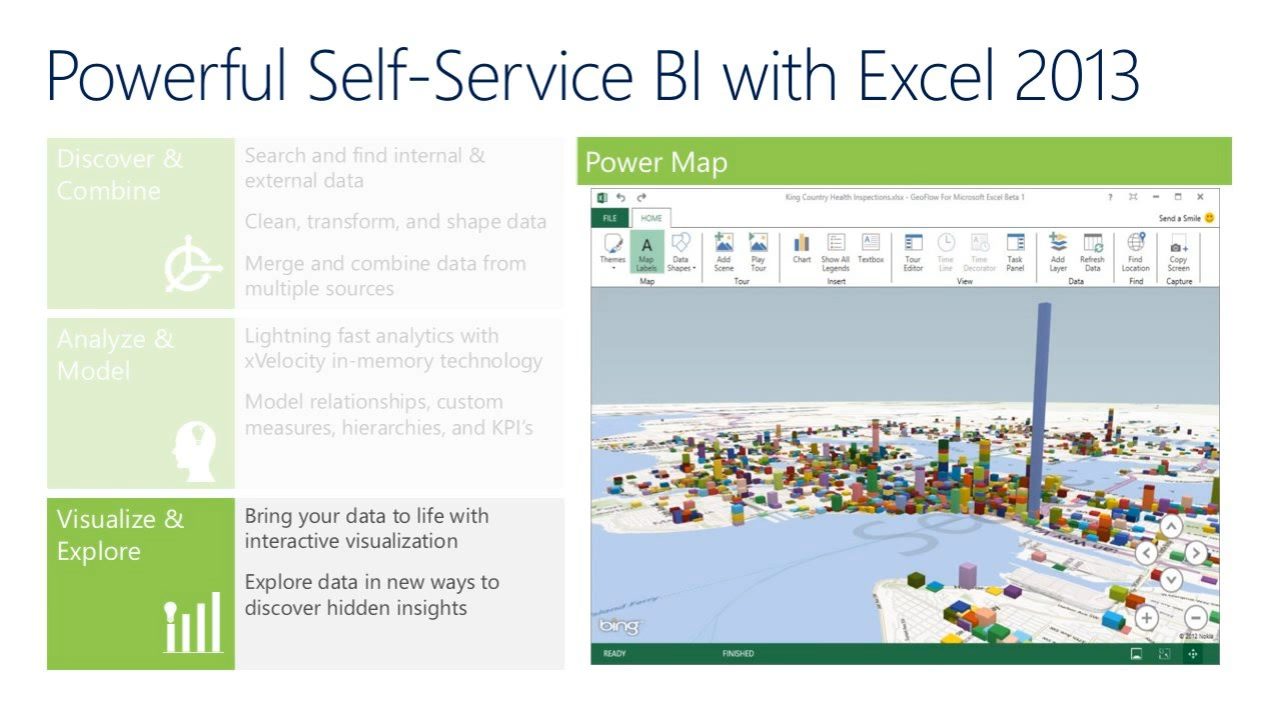 Powerful Self-Service BI with Excel 2013
Discover &
Combine
Search and find internal &
external data
Clean, transform, and shape data
Merge and combine data from
multiple sources
Analyze &
Model
Lightning fast analytics with
xVelocity in-memory technology
Model relationships, custom
measures, hierarchies, and KPI's
Visualize &
Explore
Bring your data to life with
interactive visualization
Explore data in new ways to
discover hidden insights
Power Map
King Country Health Inspections.xlsx - GeoFlow For Microsoft Excel Beta 1
FILE HOME
Send a Smile
Themes
Map
Labels
Data
Shapes
Map
Add
Scene
Play
Tour
Tour
Chart
Show All
Legends
Textbox
Insert
Tour
Editor
Time
Line
Time
Decorator
Task
Panel
View
Add
Layer
Refresh
Data
Data
Find
Location
Find
Copy
Screen
Capture
bing
© 2012 Nokia
READY FINISHED